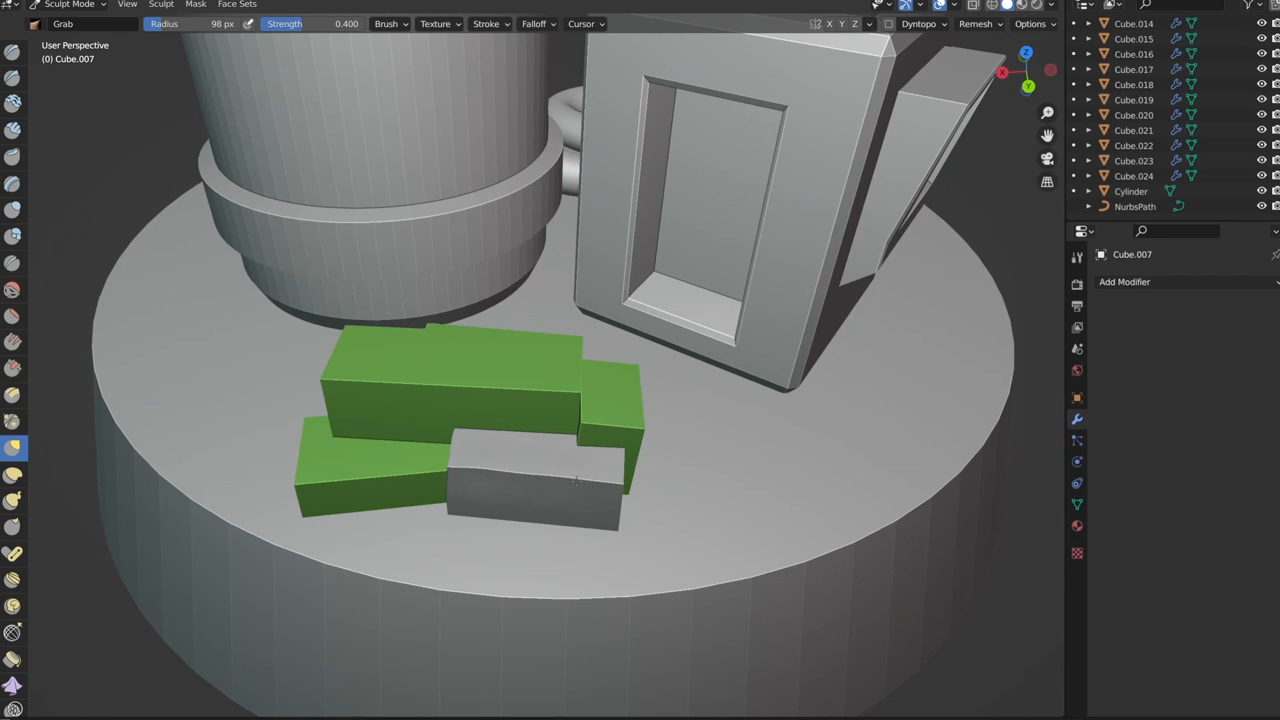 Sculpt Mode View Sculpt Mask Face Sets
Grab Radius 98 px Strength 0.400 Brush Texture Stroke Falloff Cursor X Y Z Dyntopo Remesh Options
User Perspective
(0) Cube.007
Z
X
Y
Cube.014
Cube.015
Cube.016
Cube.017
Cube.018
Cube.019
Cube.020
Cube.021
Cube.022
Cube.023
Cube.024
Cylinder
NurbsPath
Cube.007
Add Modifier